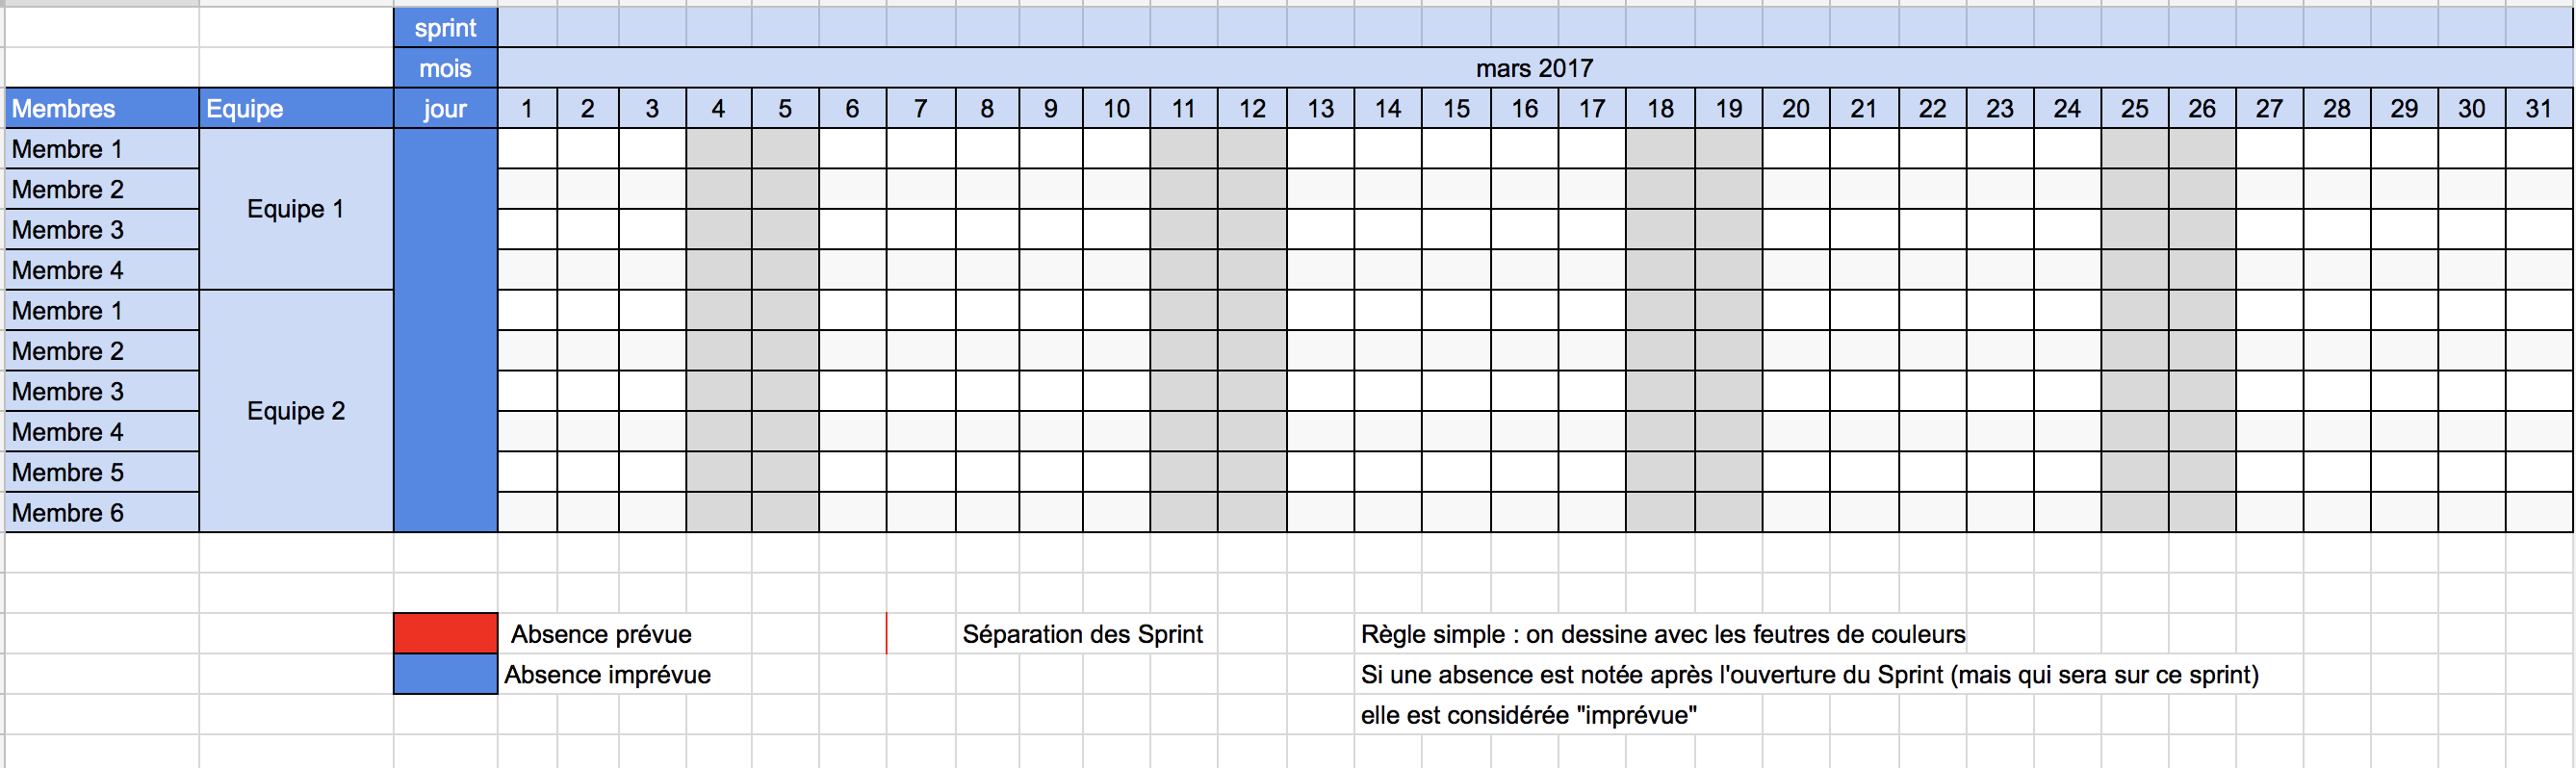 sprint
mois mars 2017
Membres Equipe jour 1 2 3 4 5 6 7 8 9 10 11 12 13 14 15 16 17 18 19 20 21 22 23 24 25 26 27 28 29 30 31
Membre 1
Membre 2
Equipe 1
Membre 3
Membre 4
Membre 1
Membre 2
Membre 3
Equipe 2
Membre 4
Membre 5
Membre 6
Absence prévue Séparation des Sprint Règle simple : on dessine avec les feutres de couleurs
Absence imprévue Si une absence est notée après l'ouverture du Sprint (mais qui sera sur ce sprint)
elle est considérée "imprévue"